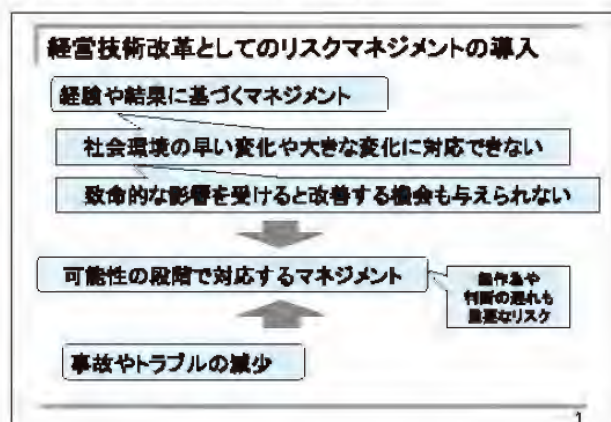 経営技術改革としてのリスクマネジメントの導入
経験や結果に基づくマネジメント
社会環境の早い変化や大きな変化に対応できない
致命的な影響を受けると改善する機会も与えられない
可能性の段階で対応するマネジメント
無作為や
判断の遅れも
重要なリスク
事故やトラブルの減少
1